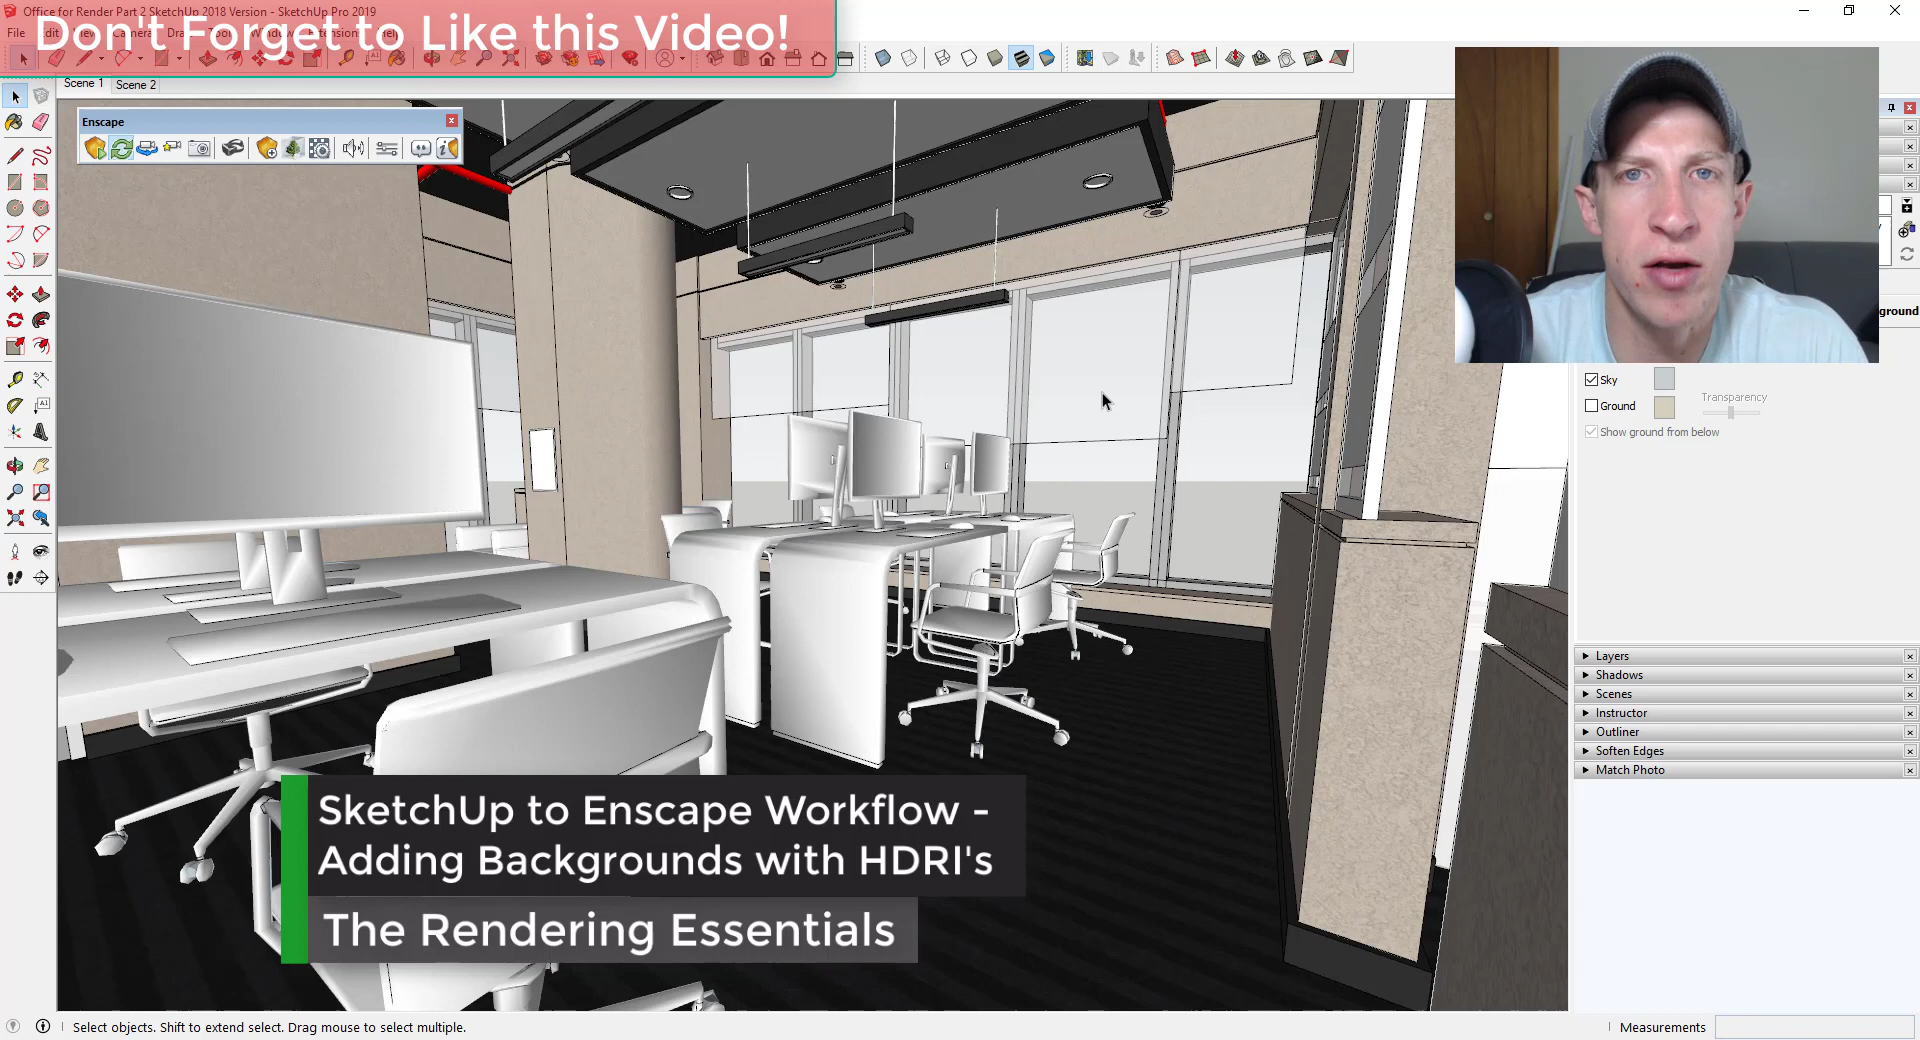 Office for Render Part 2 SketchUp 2018 Version - SketchUp Pro 2019
Don't Forget to Like this Video!
File
Scene 1
Scene 2
Enscape
ground
Sky
Ground
Transparency
Show ground from below
Layers
Shadows
Scenes
Instructor
Outliner
Soften Edges
Match Photo
SketchUp to Enscape Workflow -
Adding Backgrounds with HDRI's
The Rendering Essentials
Select objects. Shift to extend select. Drag mouse to select multiple.
Measurements